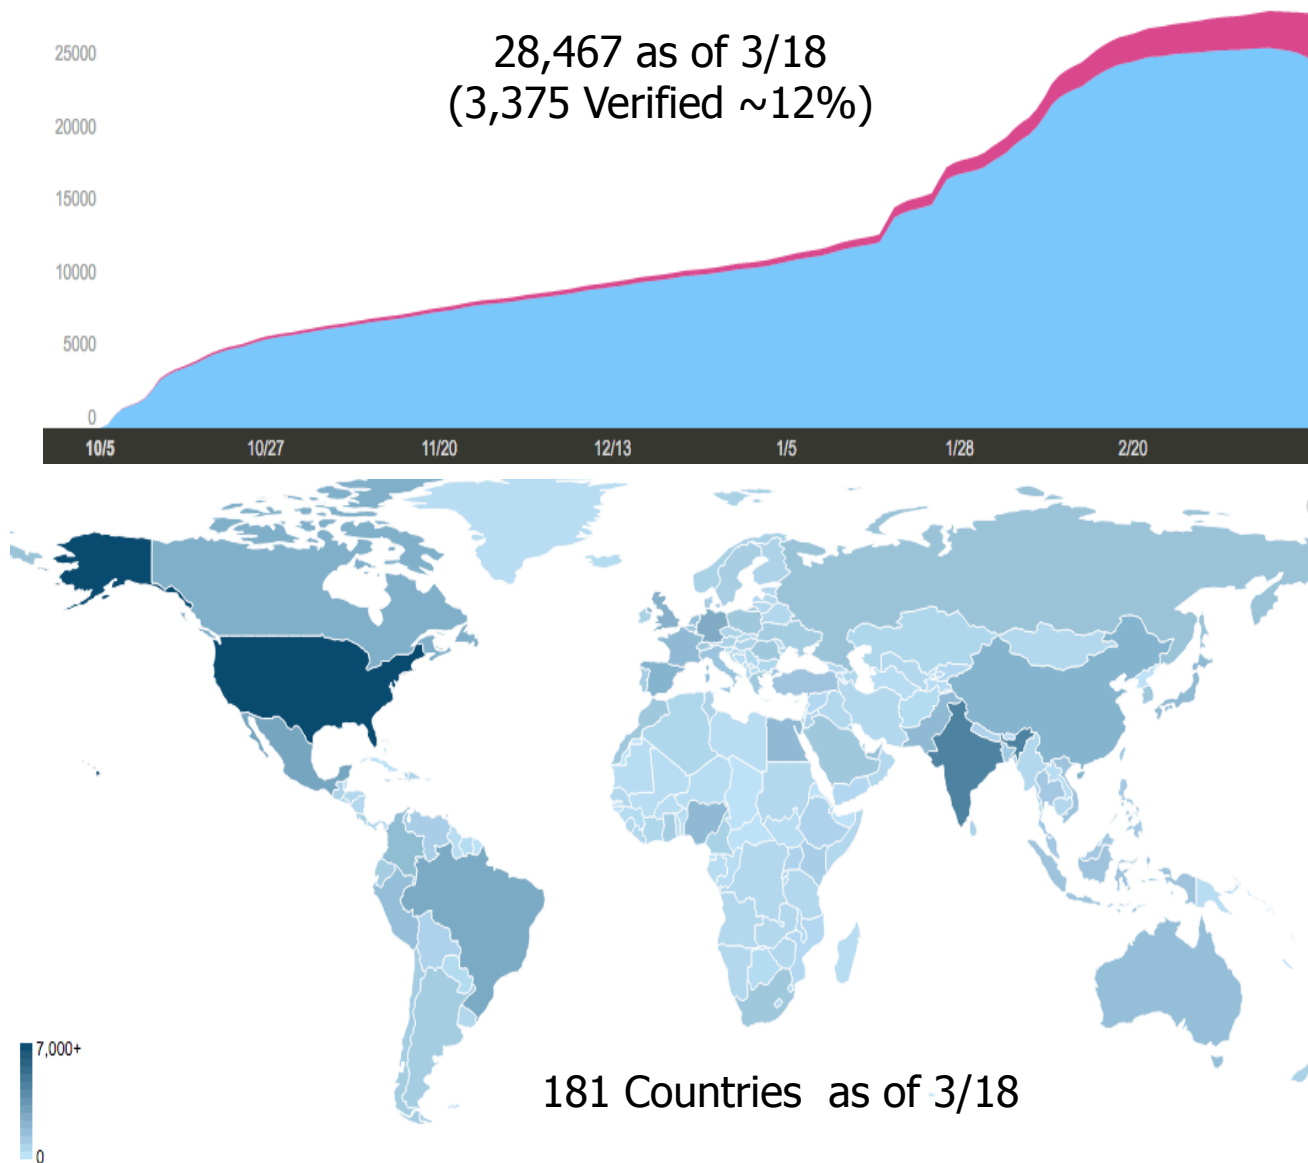 28,467 as of 3/18
(3,375 Verified ~12%)
25000
20000
15000
10000
5000
0
10/5 10/27 11/20 12/13 1/5 1/28 2/20
7,000+
0
181 Countries as of 3/18